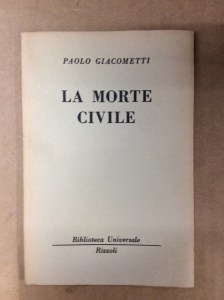 PAOLO GIACOMETTI
LA MORTE
CIVILE
Biblioteca Universale
Rizzoli